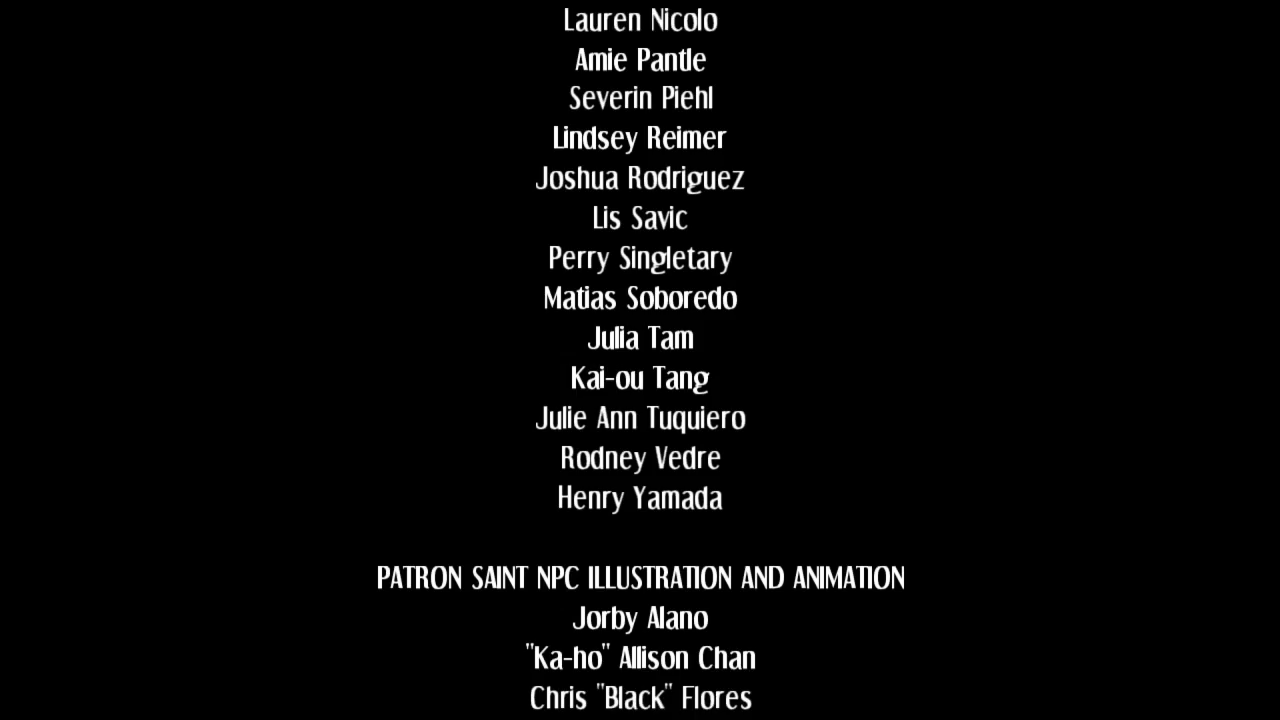 Lauren Nicolo
Amie Pantle
Severin Piehl
Lindsey Reimer
Joshua Rodriguez
Lis Savic
Perry Singletary
Matias Soboredo
Julia Tam
Kai-ou Tang
Julie Ann Tuquiero
Rodney Vedre
Henry Yamada
PATRON SAINT NPC ILLUSTRATION AND ANIMATION
Jorby Alano
"Ka-ho" Allison Chan
Chris "Black" Flores